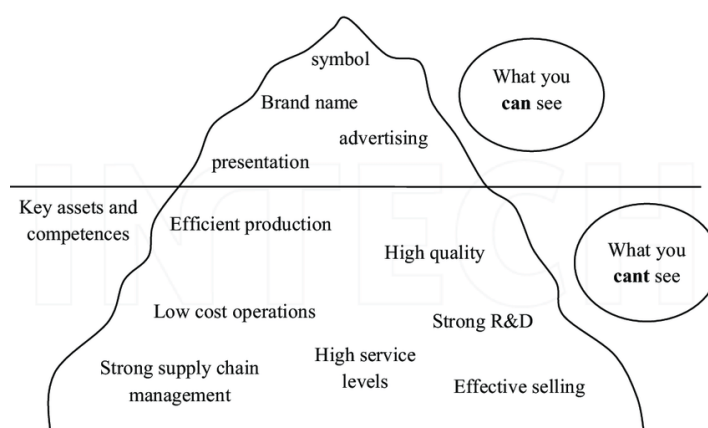 symbol
What you
can see
Brand name
advertising
presentation
Key assets and
competences
Efficient production
High quality
What you
cant see
Low cost operations
Strong R&D
High service
levels
Strong supply chain
management
Effective selling
INTECH